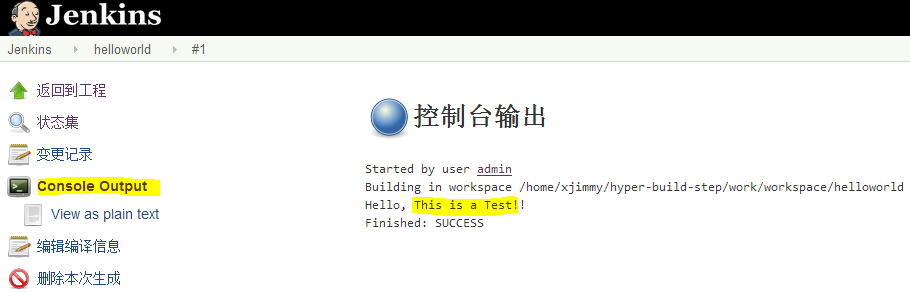 Jenkins
Jenkins helloworld #1
返回到工程
状态集
变更记录
Console Output
View as plain text
编辑编译信息
删除本次生成
控制台输出
Started by user admin
Building in workspace /home/xjimmy/hyper-build-step/work/workspace/helloworld
Hello, This is a Test!!
Finished: SUCCESS